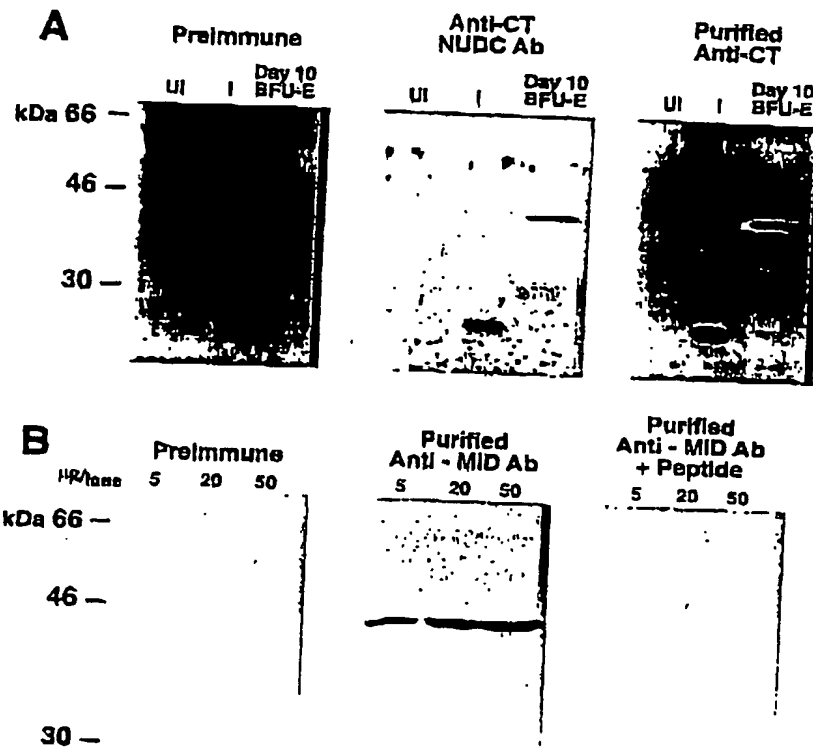 A
Preimmune
UI I Day 10
BFU-E
Anti-CT
NUDC Ab
UI I Day 10
BFU-E
Purified
Anti-CT
UI I Day 10
BFU-E
kDa 66
46
30
B
Preimmune
5 20 50
Purified
Anti - MID Ab
5 20 50
Purified
Anti - MID Ab
+ Peptide
5 20 50
kDa 66
46
30